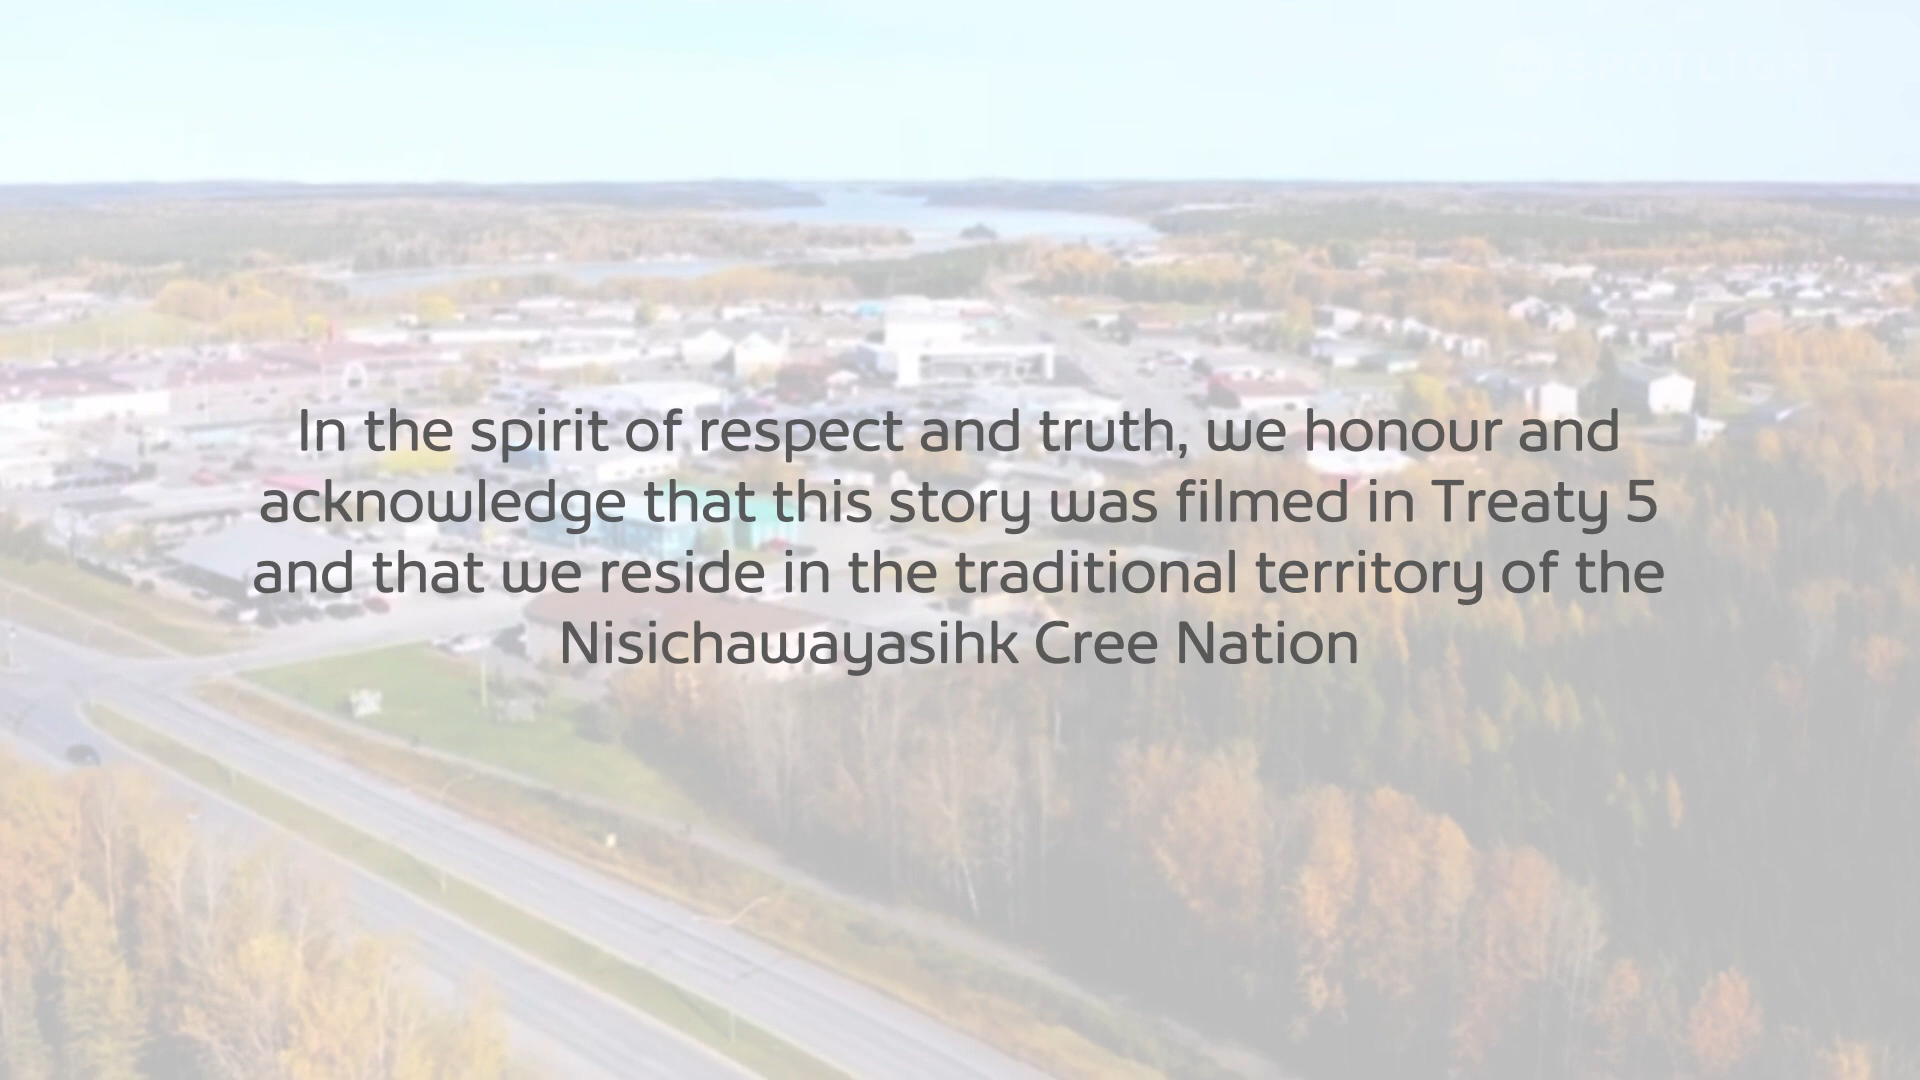 SPOTLIGHT
In the spirit of respect and truth, we honour and
acknowledge that this story was filmed in Treaty 5
and that we reside in the traditional territory of the
Nisichawayasihk Cree Nation